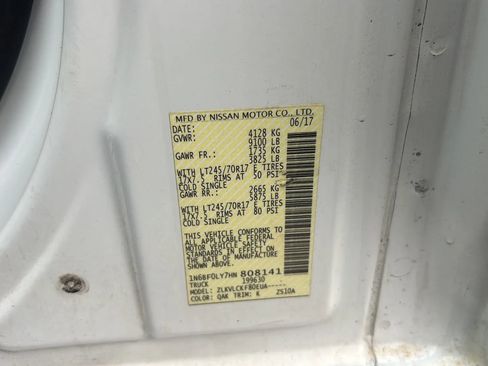 MFD BY NISSAN MOTOR CO., LTD.
DATE: 06/17
GVWR: 4128 KG
9100 LB
GAWR FR.: 1735 KG
3825 LB
WITH LT245/70R17 E TIRES
17X7.5 RIMS AT 50 PSI
COLD SINGLE
GAWR RR.: 2665 KG
5875 LB
WITH LT245/70R17 E TIRES
17X7.5 RIMS AT 80 PSI
COLD SINGLE
THIS VEHICLE CONFORMS TO
ALL APPLICABLE FEDERAL
MOTOR VEHICLE SAFETY
STANDARDS IN EFFECT ON
THE DATE OF MANUFACTURE
SHOWN ABOVE.
1N6BF0LY7HN 808141
TRUCK 199630
MODEL: ZLKVLCKF80EUA-----
COLOR: QAK TRIM: K ZS10A